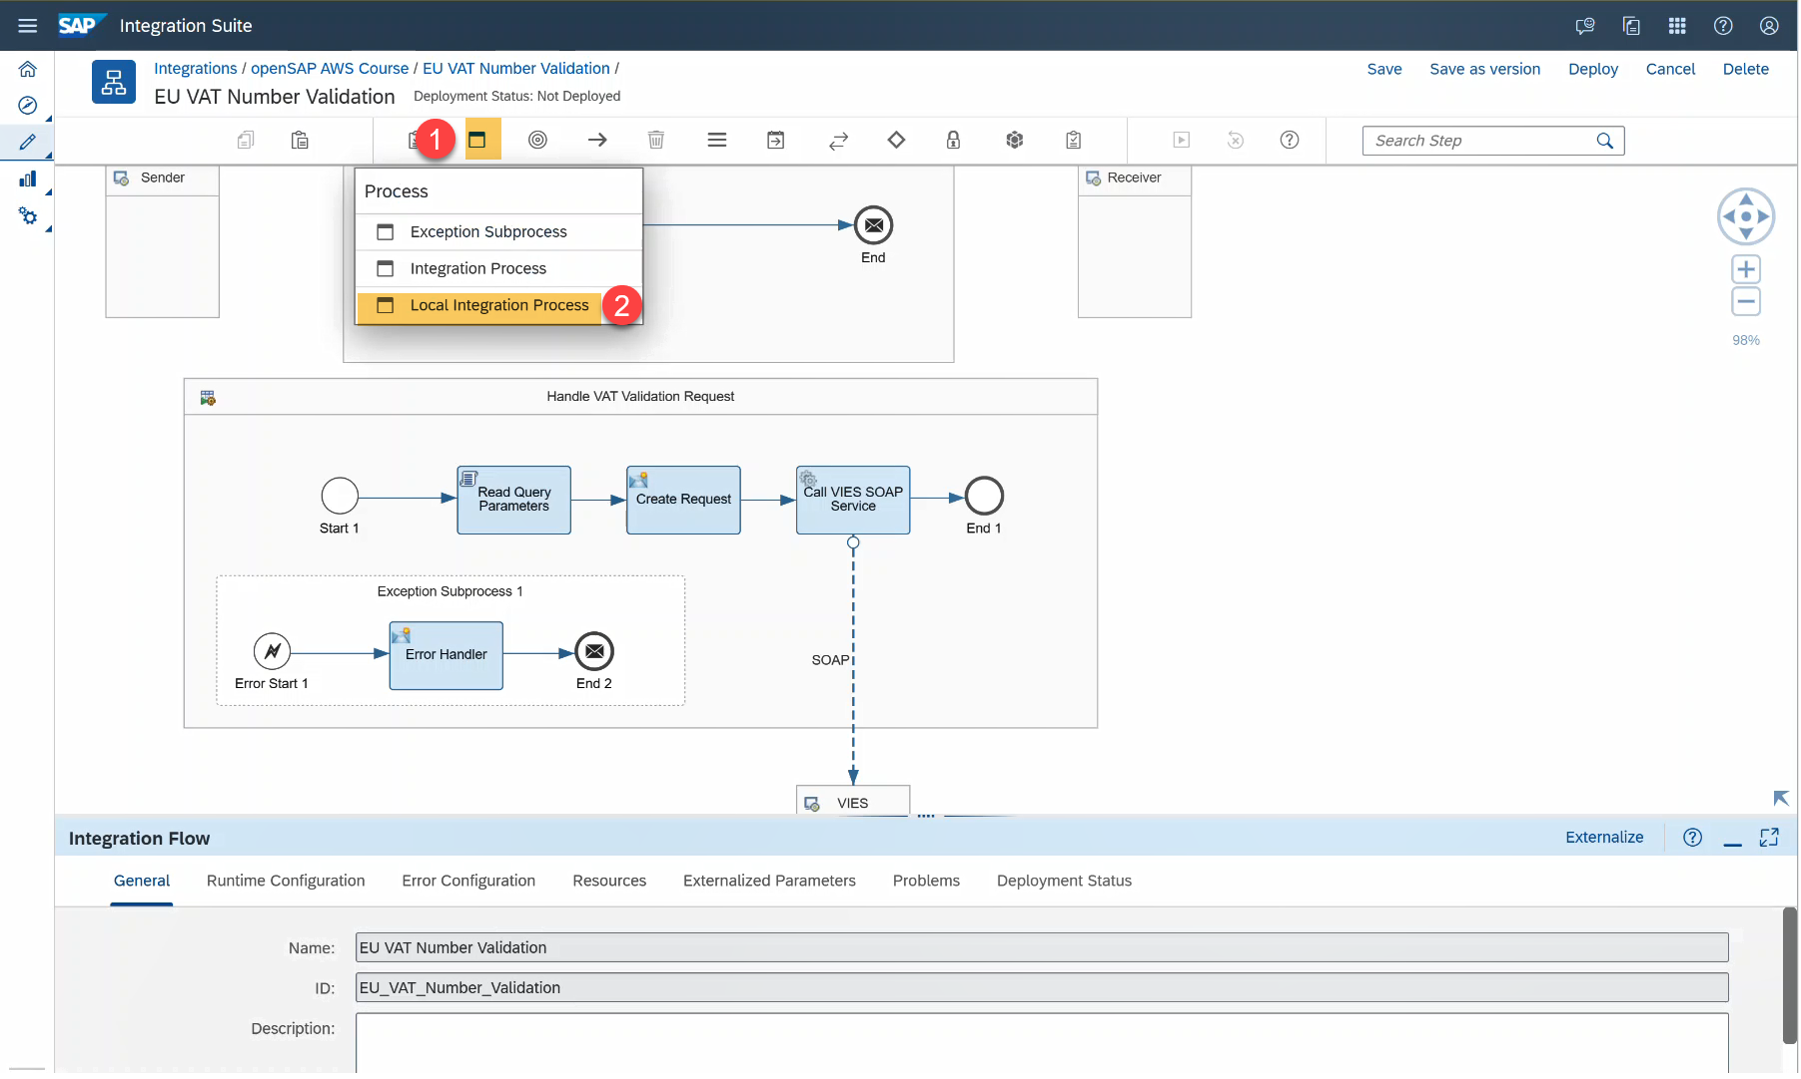 SAP Integration Suite
Integrations / openSAP AWS Course / EU VAT Number Validation /
Save Save as version Deploy Cancel Delete
EU VAT Number Validation Deployment Status: Not Deployed
1
Search Step
Sender
Process
Receiver
Exception Subprocess
End
Integration Process
Local Integration Process 2
98%
Handle VAT Validation Request
Read Query
Parameters
Create Request
Call VIES SOAP
Service
Start 1
End 1
Exception Subprocess 1
Error Handler
Error Start 1
End 2
SOAP
VIES
Integration Flow
Externalize
General Runtime Configuration Error Configuration Resources Externalized Parameters Problems Deployment Status
Name: EU VAT Number Validation
ID: EU_VAT_Number_Validation
Description: